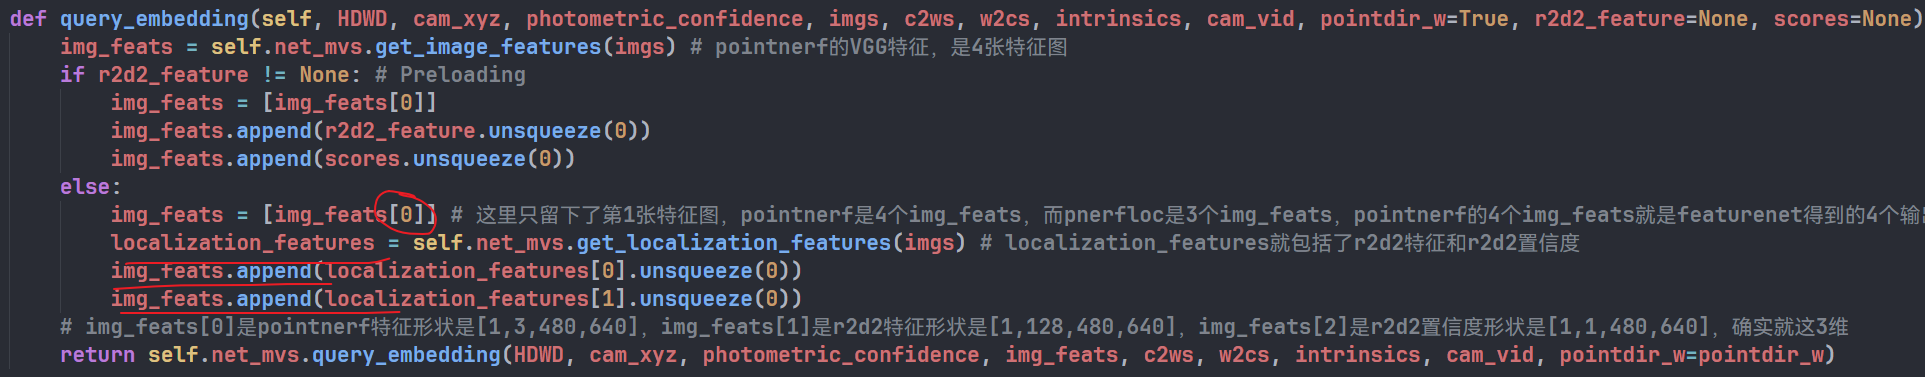 def query_embedding(self, HDWD, cam_xyz, photometric_confidence, imgs, c2ws, w2cs, intrinsics, cam_vid, pointdir_w=True, r2d2_feature=None, scores=None)
    img_feats = self.net_mvs.get_image_features(imgs) # pointnerf的VGG特征，是4张特征图
    if r2d2_feature != None: # Preloading
        img_feats = [img_feats[0]]
        img_feats.append(r2d2_feature.unsqueeze(0))
        img_feats.append(scores.unsqueeze(0))
    else:
        img_feats = [img_feats[0]] # 这里只留下了第1张特征图，pointnerf是4个img_feats，而pnerfloc是3个img_feats，pointnerf的4个img_feats就是featurenet得到的4个输
        localization_features = self.net_mvs.get_localization_features(imgs) # localization_features就包括了r2d2特征和r2d2置信度
        img_feats.append(localization_features[0].unsqueeze(0))
        img_feats.append(localization_features[1].unsqueeze(0))
    # img_feats[0]是pointnerf特征形状是[1,3,480,640]，img_feats[1]是r2d2特征形状是[1,128,480,640]，img_feats[2]是r2d2置信度形状是[1,1,480,640]，确实就这3维
    return self.net_mvs.query_embedding(HDWD, cam_xyz, photometric_confidence, img_feats, c2ws, w2cs, intrinsics, cam_vid, pointdir_w=pointdir_w)